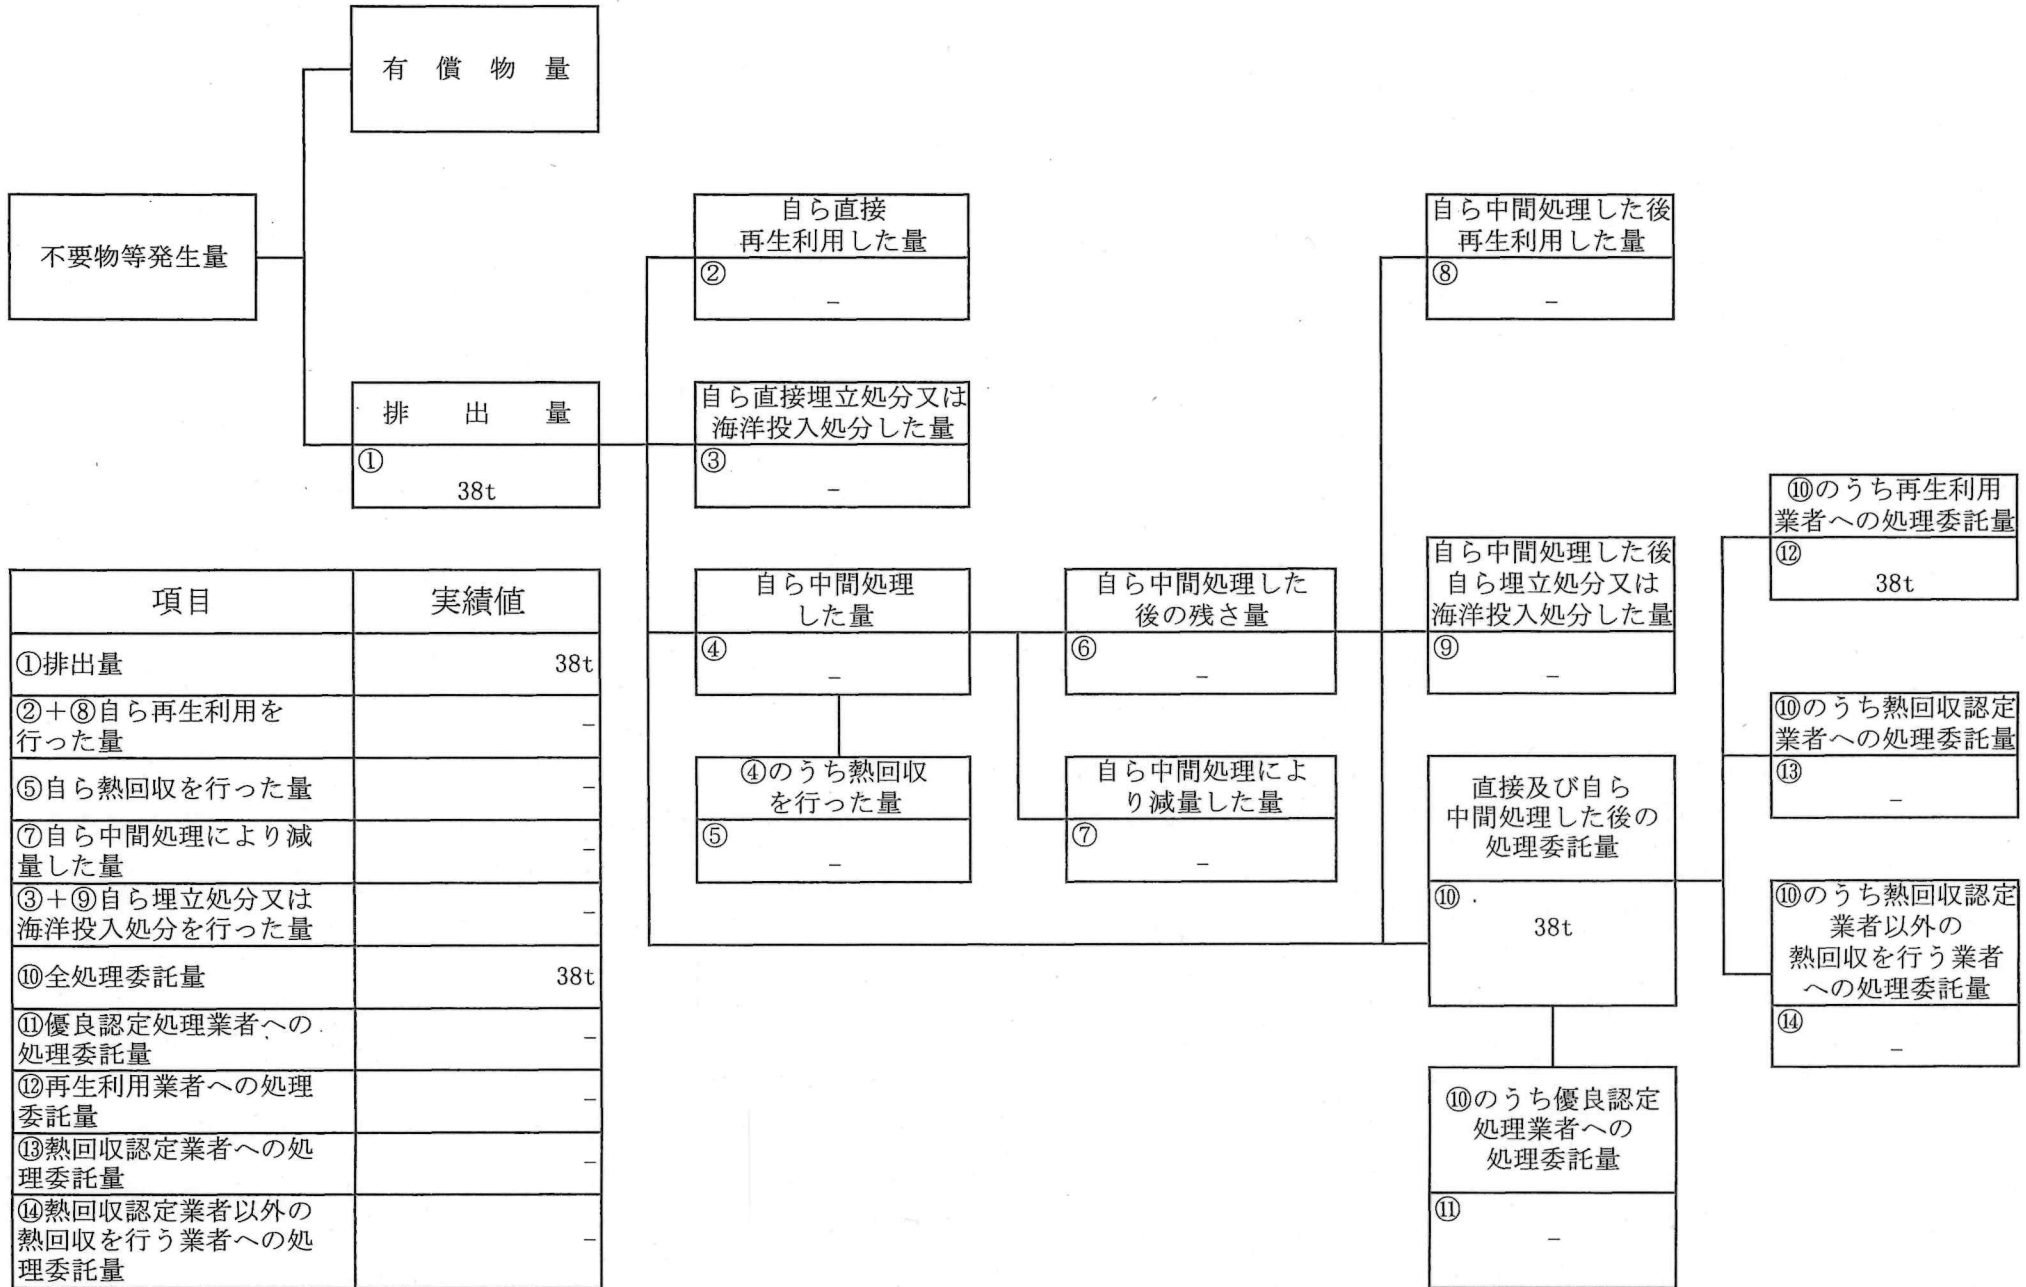 有 償 物 量
不要物等発生量
自ら直接
再生利用した量
②
–
自ら中間処理した後
再生利用した量
⑧
–
排 出 量
①
38t
自ら直接埋立処分又は
海洋投入処分した量
③
–
自ら中間処理
した量
④
–
自ら中間処理した
後の残さ量
⑥
–
自ら中間処理した後
自ら埋立処分又は
海洋投入処分した量
⑨
–
⑩のうち再生利用
業者への処理委託量
⑫
38t
④のうち熱回収
を行った量
⑤
–
自ら中間処理によ
り減量した量
⑦
–
直接及び自ら
中間処理した後の
処理委託量
⑩
38t
⑩のうち熱回収認定
業者への処理委託量
⑬
–
⑩のうち熱回収認定
業者以外の
熱回収を行う業者
への処理委託量
⑭
–
⑩のうち優良認定
処理業者への
処理委託量
⑪
–
項目 実績値
①排出量 38t
②+⑧自ら再生利用を
行った量 –
⑤自ら熱回収を行った量 –
⑦自ら中間処理により減
量した量 –
③+⑨自ら埋立処分又は
海洋投入処分を行った量 –
⑩全処理委託量 38t
⑪優良認定処理業者への
処理委託量 –
⑫再生利用業者への処理
委託量 –
⑬熱回収認定業者への処
理委託量 –
⑭熱回収認定業者以外の
熱回収を行う業者への処
理委託量 –